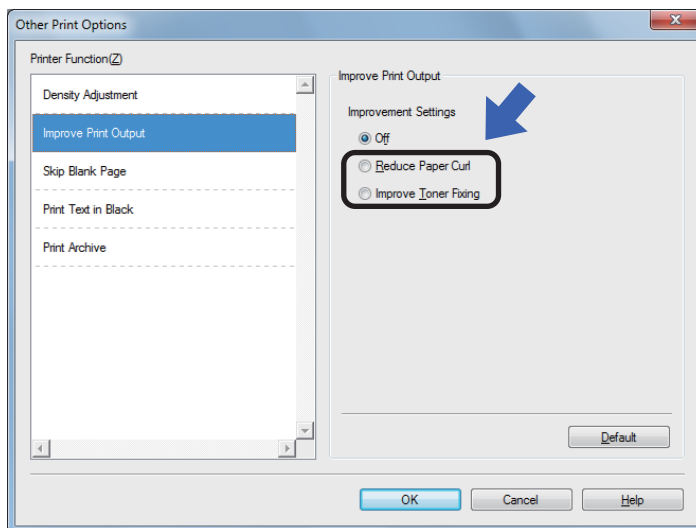 Other Print Options
Printer Function(Z)
Density Adjustment
Improve Print Output
Skip Blank Page
Print Text in Black
Print Archive
Improve Print Output
Improvement Settings
Off
Reduce Paper Curl
Improve Toner Fixing
Default
OK
Cancel
Help